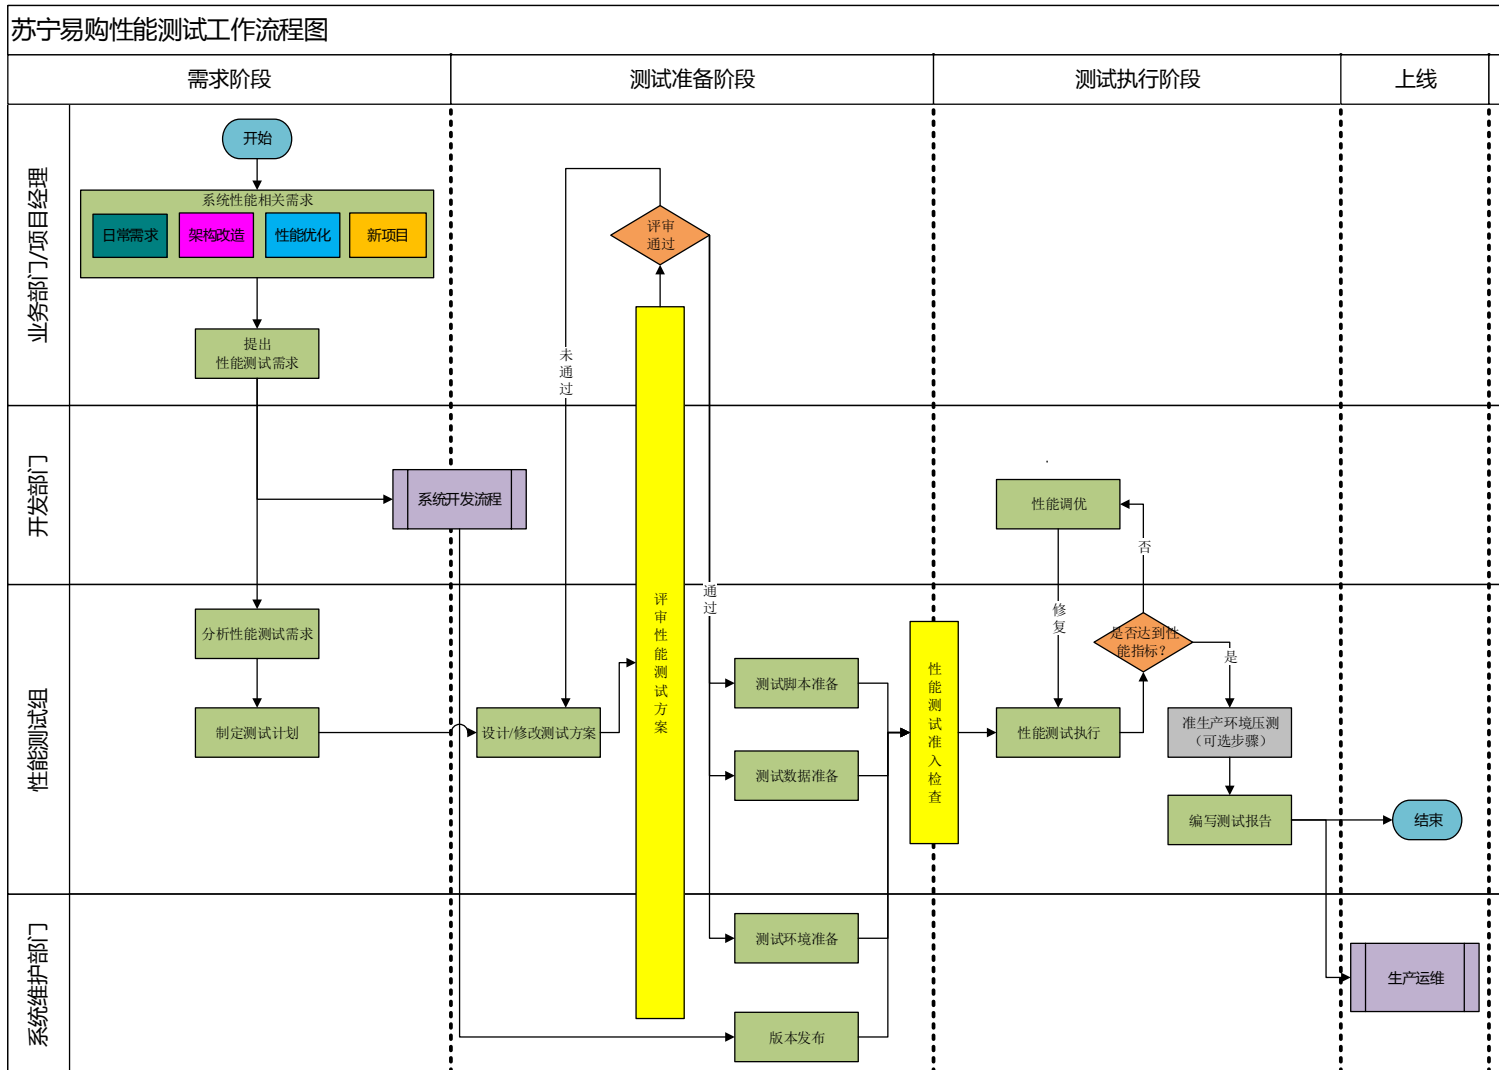 苏宁易购性能测试工作流程图
需求阶段
测试准备阶段
测试执行阶段
上线
业务部门/项目经理
开始
系统性能相关需求
日常需求
架构改造
性能优化
新项目
提出
性能测试需求
评审
通过
未通过
开发部门
系统开发流程
性能调优
否
修复
通过
性能测试组
分析性能测试需求
制定测试计划
设计/修改测试方案
评审性能测试方案
测试脚本准备
测试数据准备
性能测试准入检查
性能测试执行
是否达到性
能指标？
是
准生产环境压测
（可选步骤）
编写测试报告
结束
系统维护部门
测试环境准备
版本发布
生产运维